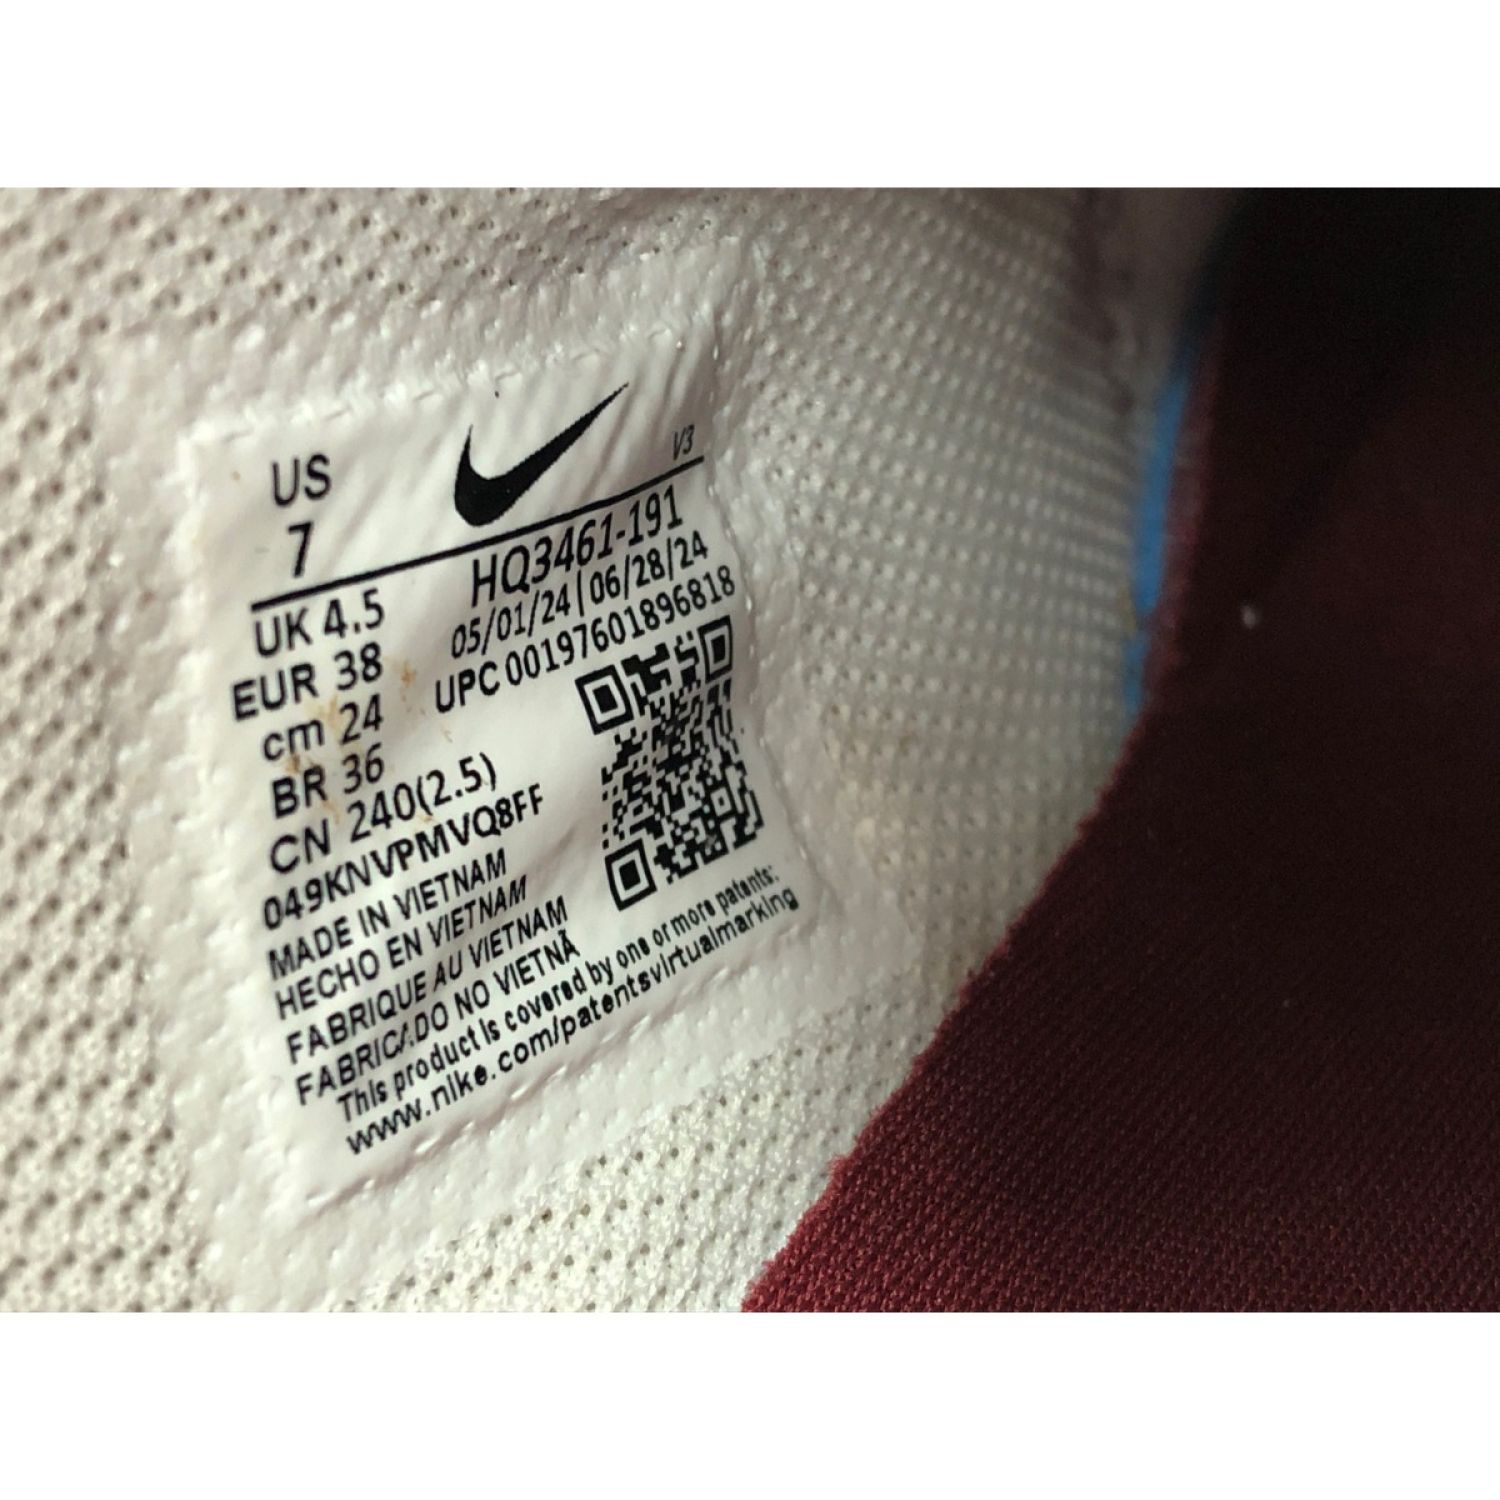 US
7
V3
UK 4.5
EUR 38
cm 24
BR 36
CN 240(2.5)
HQ3461-191
05/01/24|06/28/24
UPC 00197601896818
049KNVPMVQ8FF
MADE IN VIETNAM
HECHO EN VIETNAM
FABRIQUE AU VIETNAM
FABRICADO NO VIETNÃ
This product is covered by one or more patents:
www.nike.com/patentsvirtualmarking